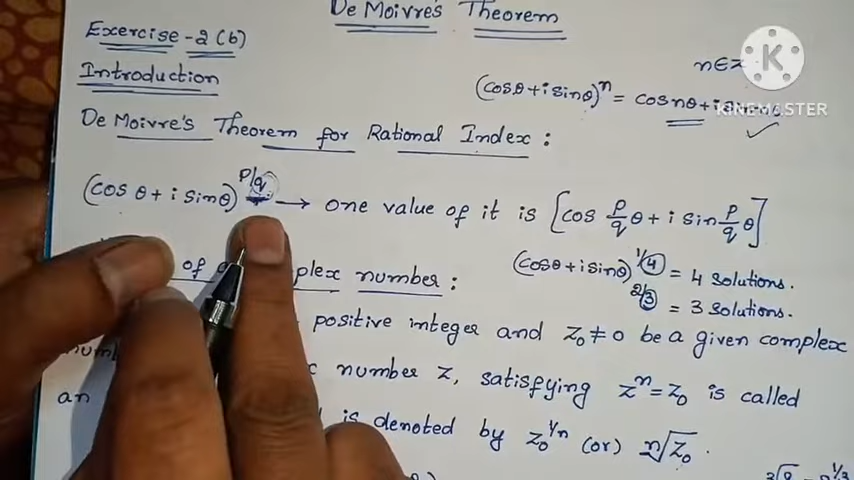 De Moivre's Theorem
Exercise-2(b)
Introduction
n∈z
(cosθ+i sinθ)ⁿ = cosnθ+i
KINEMASTER
De Moivre's Theorem for Rational Index :
(cos θ + i sinθ)^p/q → one value of it is [cos p/q θ + i sin p/q θ]
(cosθ+isinθ)^1/4 = 4 solutions.
2/3 = 3 solutions.
of plex number :
positive integer and z₀≠0 be a given complex
number z, satisfying zⁿ=z₀ is called
an
is denoted by z₀^1/n (or) ⁿ√z₀.